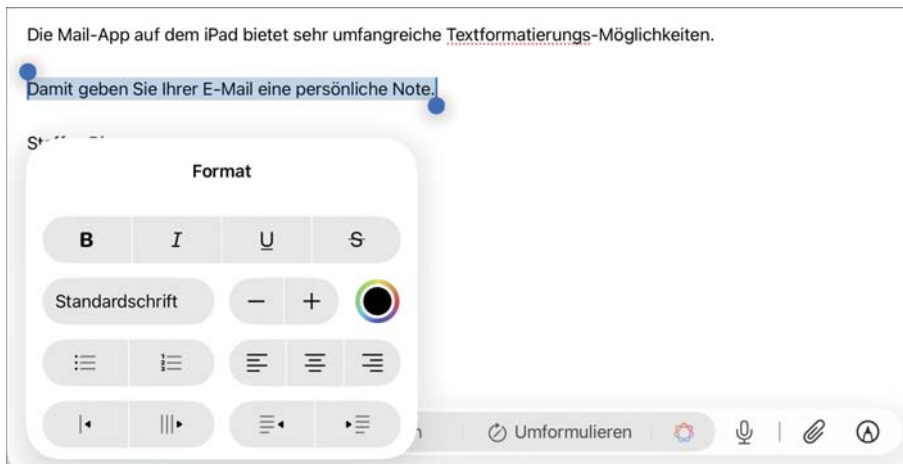 Die Mail-App auf dem iPad bietet sehr umfangreiche Textformatierungs-Möglichkeiten.
Damit geben Sie Ihrer E-Mail eine persönliche Note.
Format
B I U S
Standardschrift − +
Umformulieren